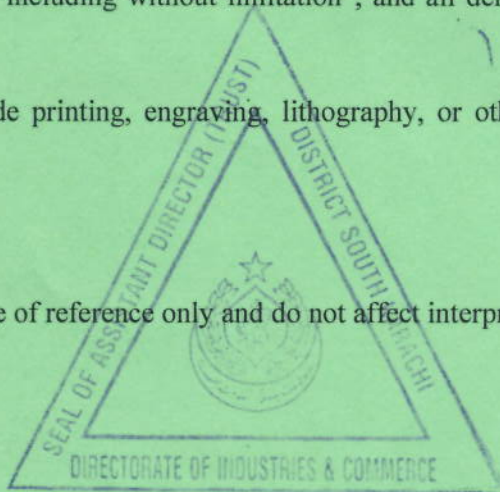 including without limitation", and all de
de printing, engraving, lithography, or oth
e of reference only and do not affect interpr
SEAL OF ASSISTANT DIRECTOR (TRUST)
DISTRICT SOUTH KARACHI
DIRECTORATE OF INDUSTRIES & COMMERCE